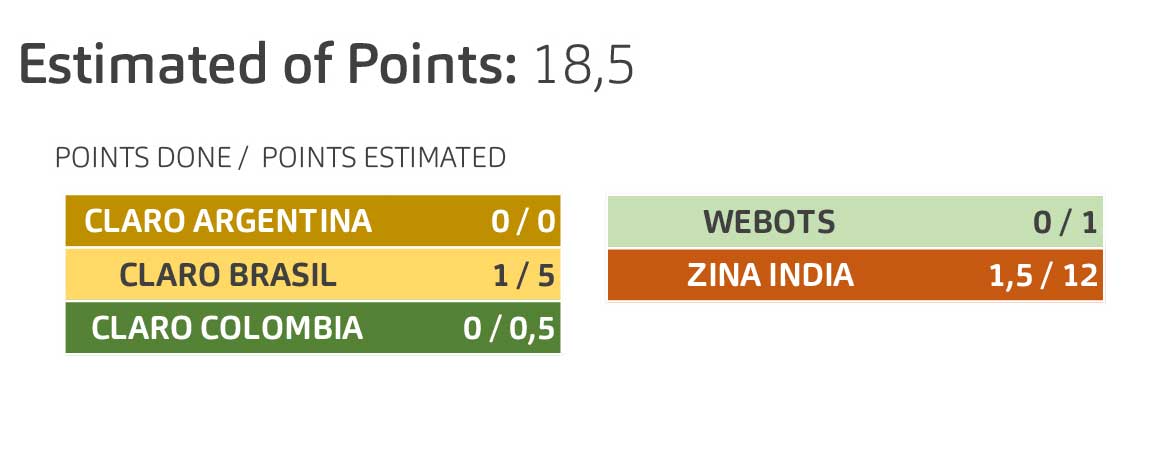 Estimated of Points: 18,5
POINTS DONE / POINTS ESTIMATED
CLARO ARGENTINA 0 / 0
CLARO BRASIL 1 / 5
CLARO COLOMBIA 0 / 0,5
WEBOTS 0 / 1
ZINA INDIA 1,5 / 12